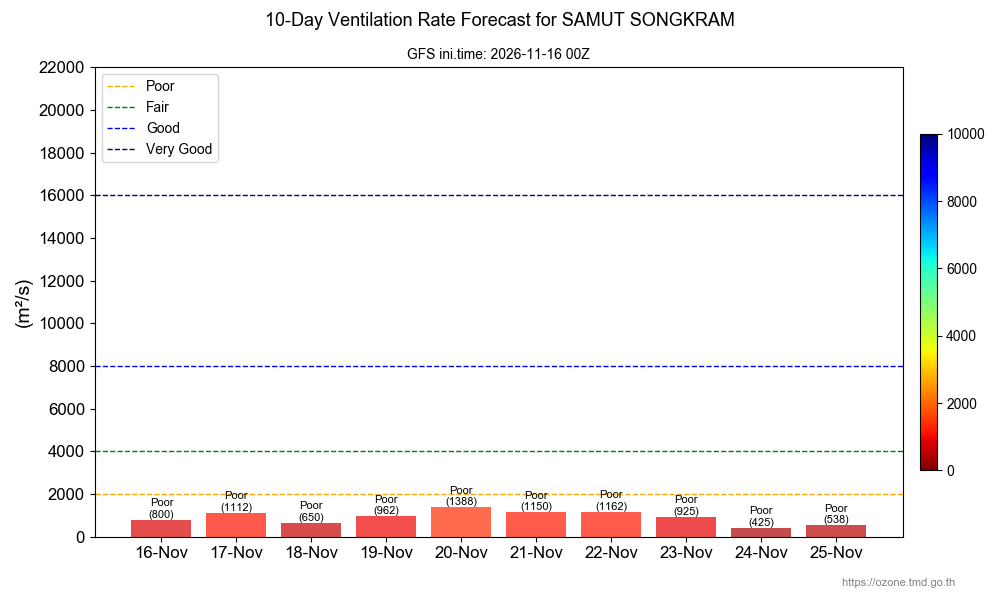 10-Day Ventilation Rate Forecast for SAMUT SONGKRAM
GFS ini.time: 2026-11-16 00Z
(m²/s)
22000
20000
18000
16000
14000
12000
10000
8000
6000
4000
2000
0
Poor
Fair
Good
Very Good
Poor
(800)
Poor
(1112)
Poor
(650)
Poor
(962)
Poor
(1388)
Poor
(1150)
Poor
(1162)
Poor
(925)
Poor
(425)
Poor
(538)
16-Nov
17-Nov
18-Nov
19-Nov
20-Nov
21-Nov
22-Nov
23-Nov
24-Nov
25-Nov
10000
8000
6000
4000
2000
0
https://ozone.tmd.go.th